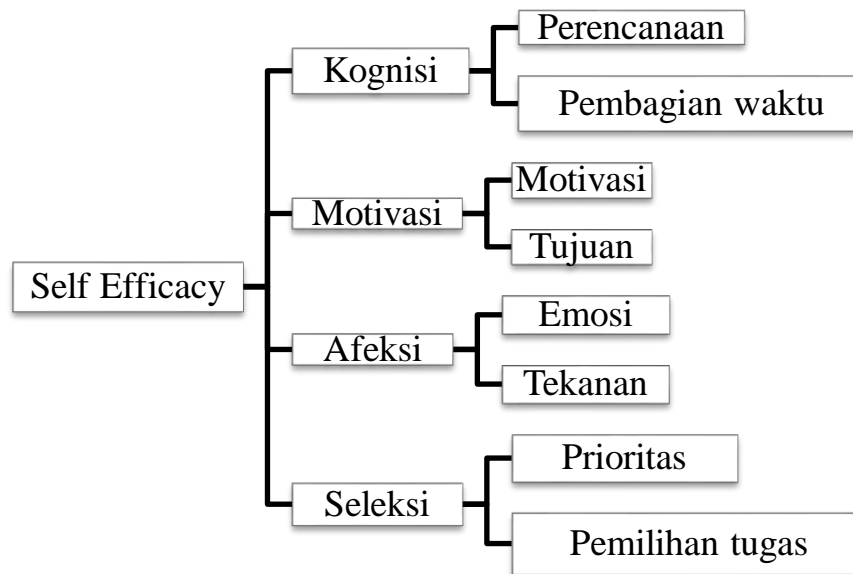 Self Efficacy
Kognisi
Perencanaan
Pembagian waktu
Motivasi
Motivasi
Tujuan
Afeksi
Emosi
Tekanan
Seleksi
Prioritas
Pemilihan tugas